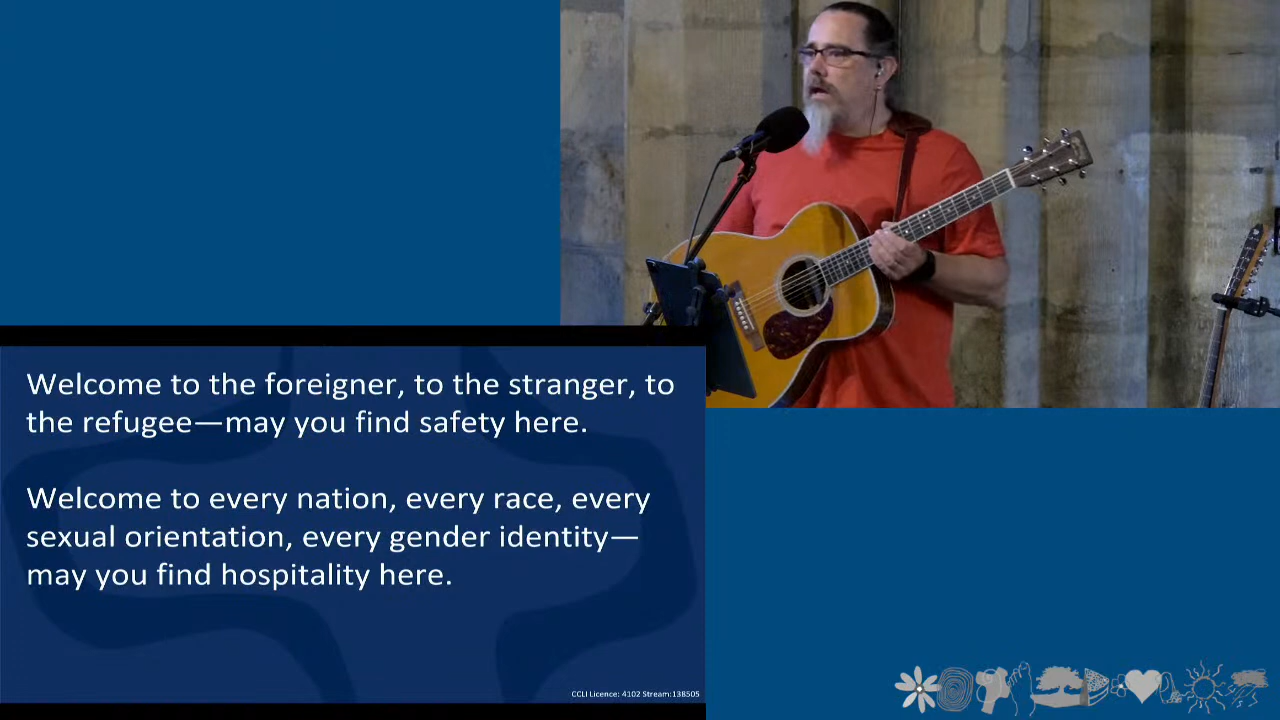 Welcome to the foreigner, to the stranger, to
the refugee—may you find safety here.
Welcome to every nation, every race, every
sexual orientation, every gender identity—
may you find hospitality here.
CCLI Licence: 4102 Stream:138505